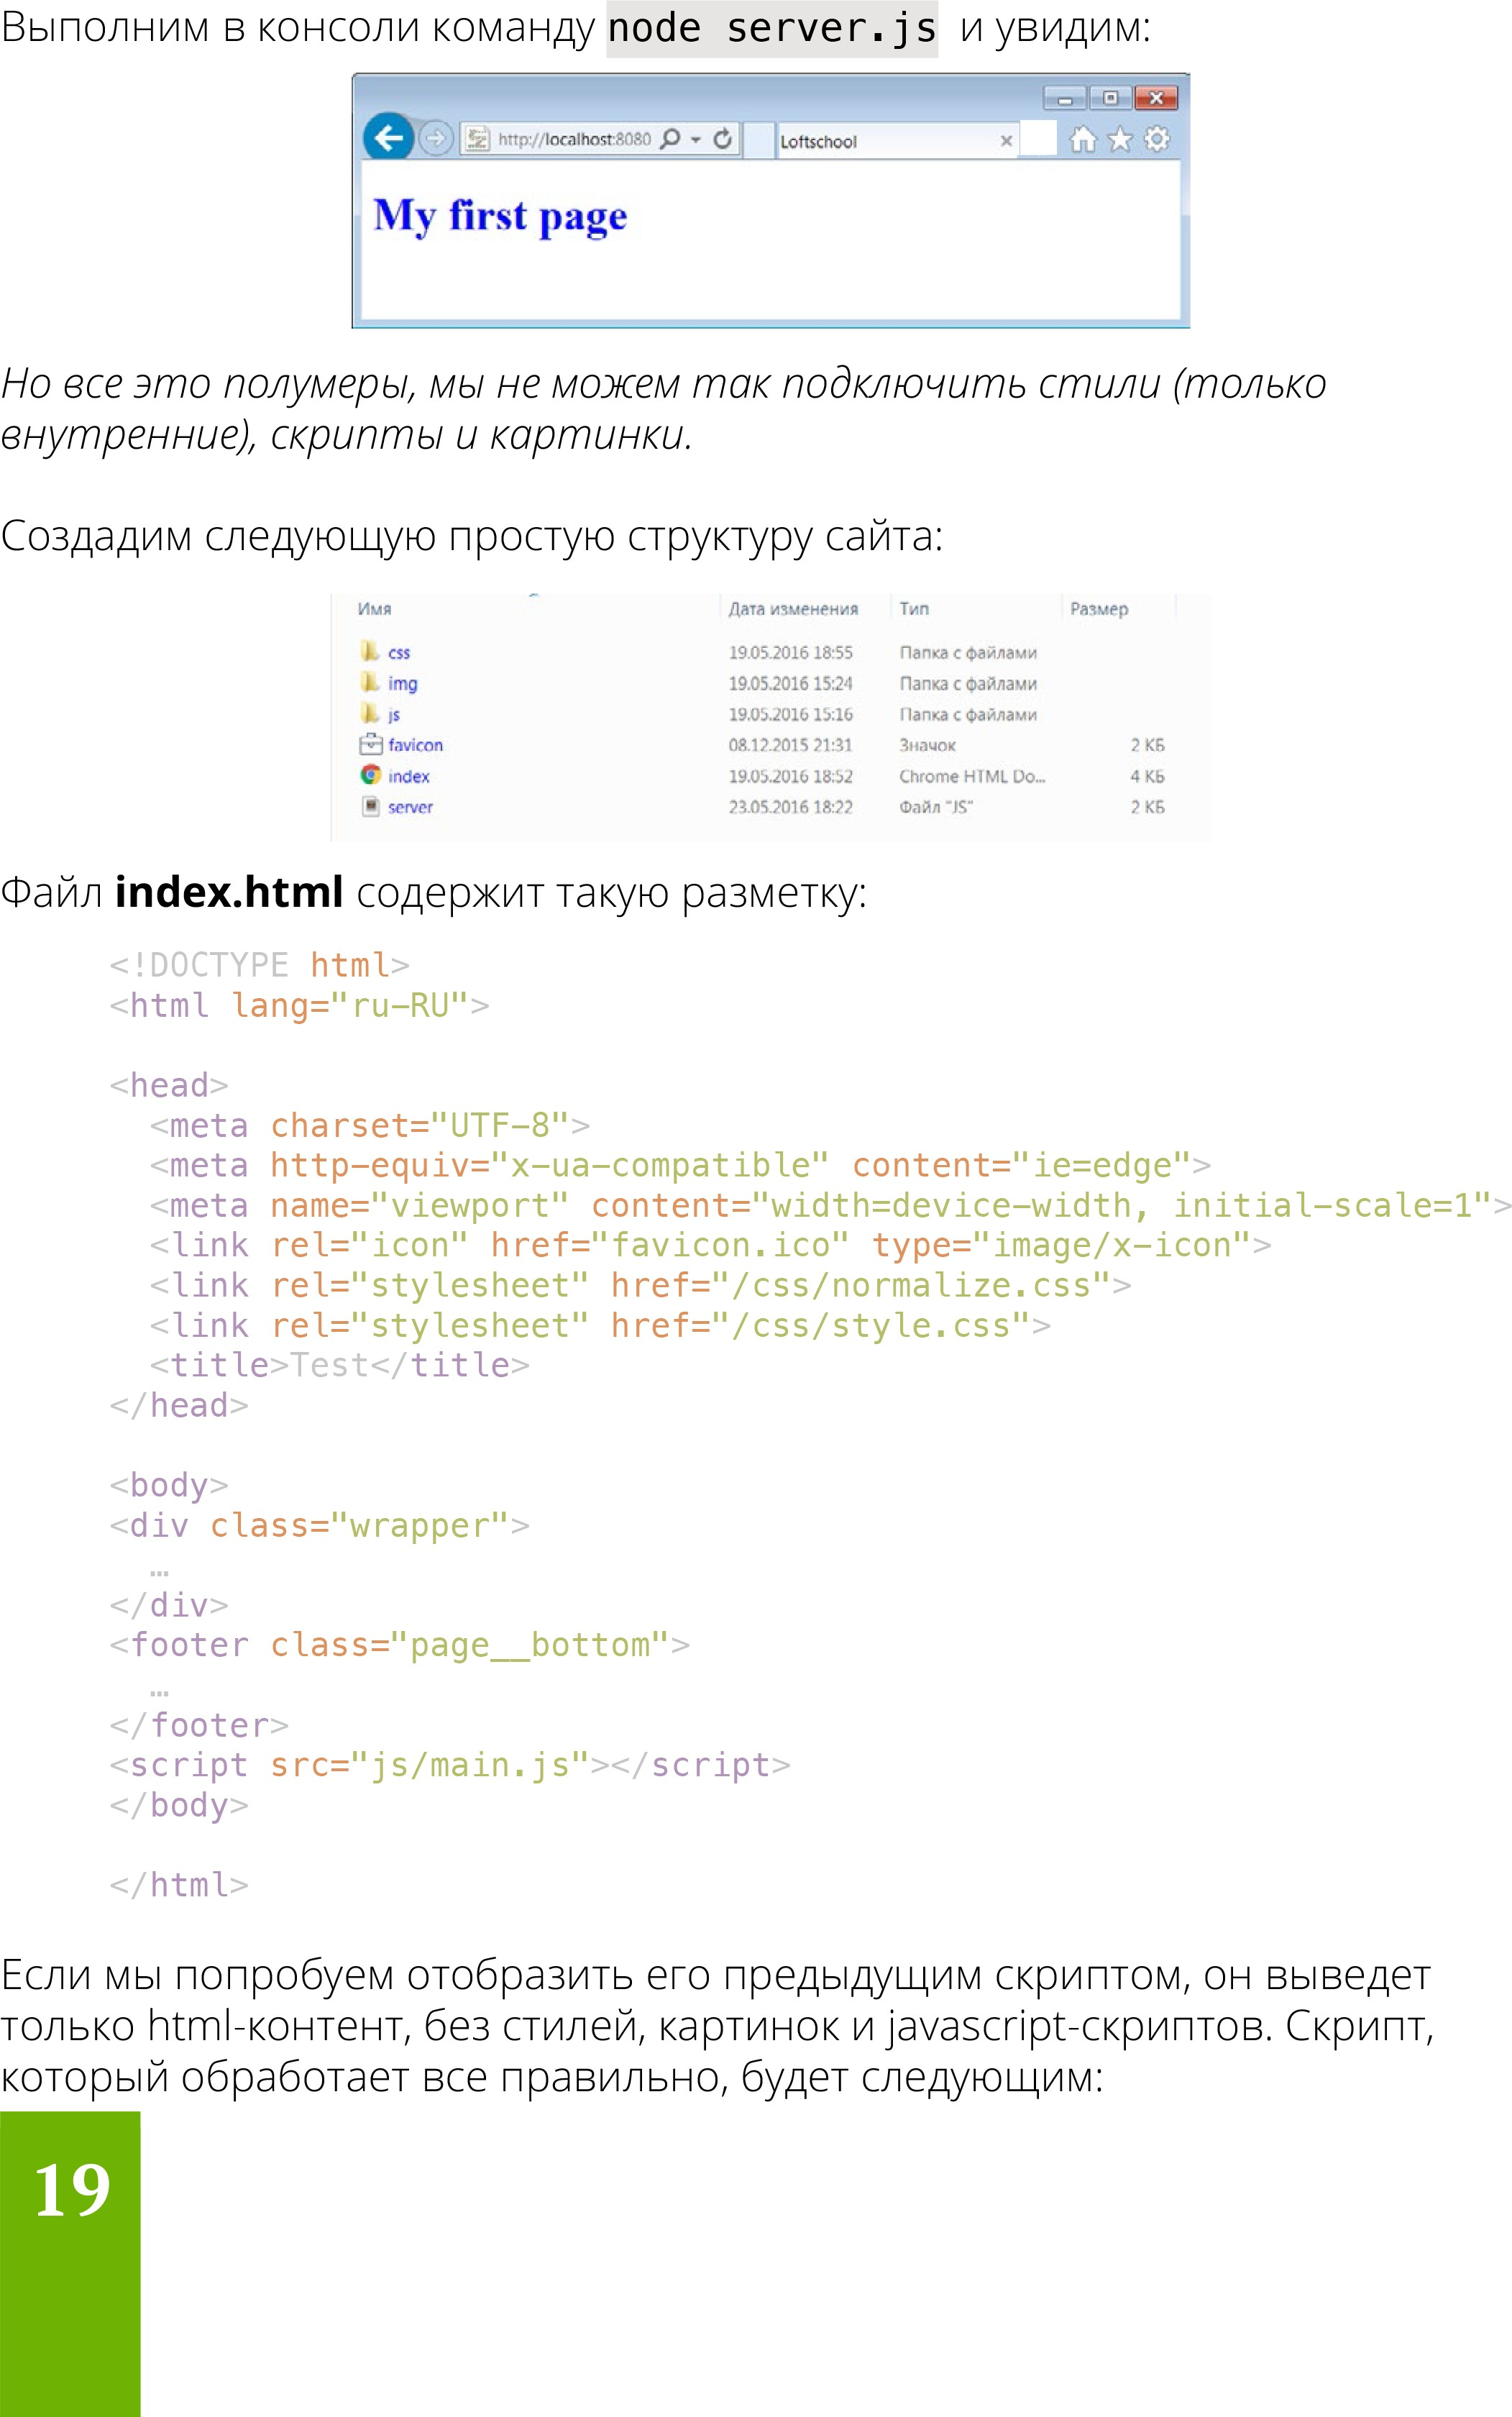 Выполним в консоли команду node server.js и увидим:
http://localhost:8080
Loftschool
My first page
Но все это полумеры, мы не можем так подключить стили (только
внутренние), скрипты и картинки.
Создадим следующую простую структуру сайта:
Имя Дата изменения Тип Размер
css 19.05.2016 18:55 Папка с файлами
img 19.05.2016 15:24 Папка с файлами
js 19.05.2016 15:16 Папка с файлами
favicon 08.12.2015 21:31 Значок 2 КБ
index 19.05.2016 18:52 Chrome HTML Do... 4 КБ
server 23.05.2016 18:22 Файл "JS" 2 КБ
Файл index.html содержит такую разметку:
<!DOCTYPE html>
<html lang="ru-RU">
<head>
<meta charset="UTF-8">
<meta http-equiv="x-ua-compatible" content="ie=edge">
<meta name="viewport" content="width=device-width, initial-scale=1">
<link rel="icon" href="favicon.ico" type="image/x-icon">
<link rel="stylesheet" href="/css/normalize.css">
<link rel="stylesheet" href="/css/style.css">
<title>Test</title>
</head>
<body>
<div class="wrapper">
…
</div>
<footer class="page__bottom">
…
</footer>
<script src="js/main.js"></script>
</body>
</html>
Если мы попробуем отобразить его предыдущим скриптом, он выведет
только html-контент, без стилей, картинок и javascript-скриптов. Скрипт,
который обработает все правильно, будет следующим:
19